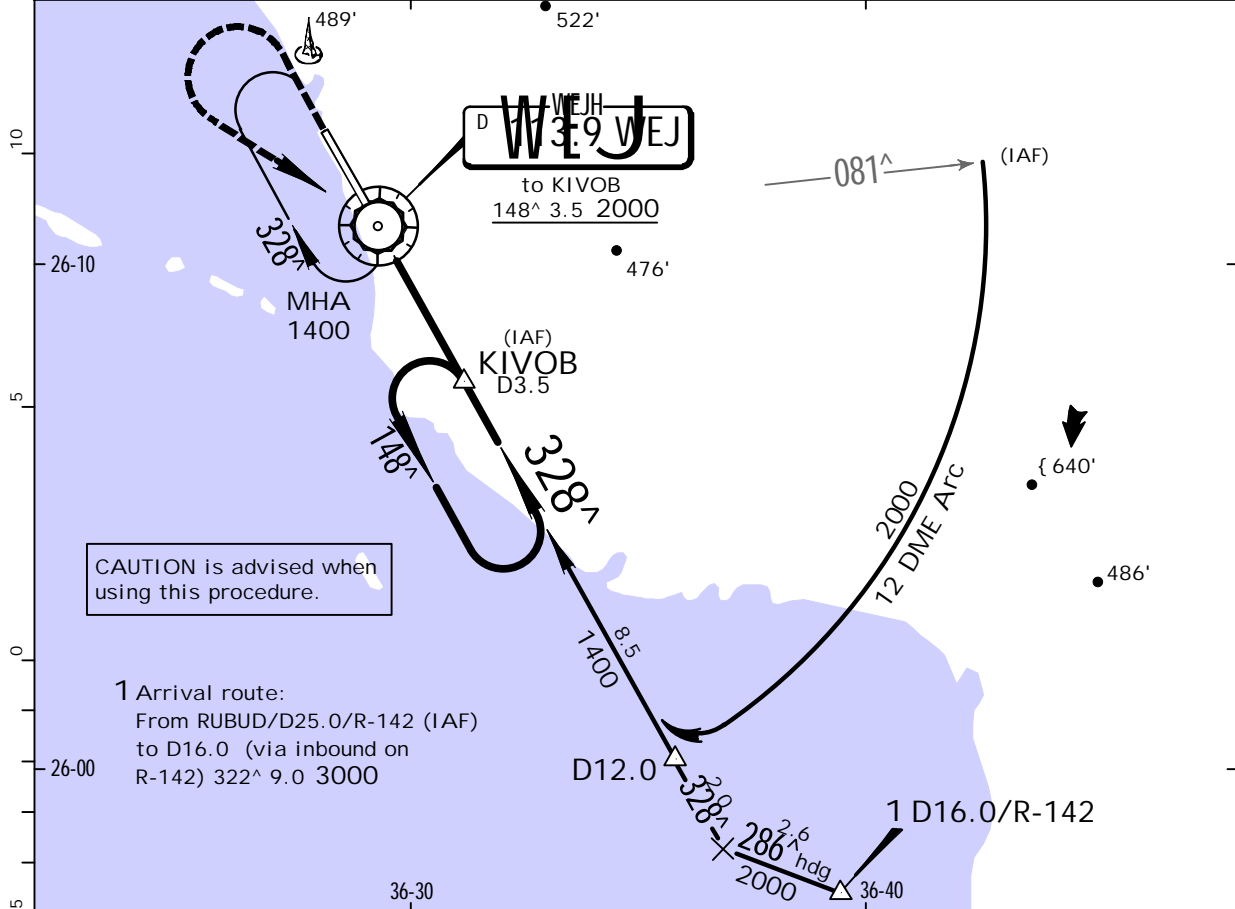 489'
522'
WEJH
D 113.9 WEJ
WEJ
to KIVOB
148^ 3.5 2000
081^
(IAF)
10
26-10
328^
476'
MHA
1400
(IAF)
KIVOB
D3.5
5
148^
328^
{ 640'
2000
12 DME Arc
486'
CAUTION is advised when
using this procedure.
8.5
1400
0
1 Arrival route:
From RUBUD/D25.0/R-142 (IAF)
to D16.0 (via inbound on
R-142) 322^ 9.0 3000
D12.0
26-00
2.0
328^
1 D16.0/R-142
2.6
286^ hdg
2000
36-30
36-40
5